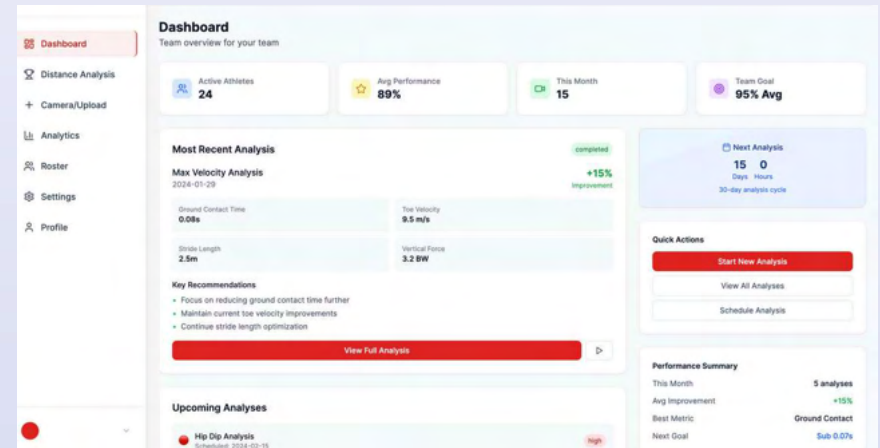 Dashboard
Distance Analysis
Camera/Upload
Analytics
Roster
Settings
Profile
Dashboard
Team overview for your team
Active Athletes
24
Avg Performance
89%
This Month
15
Team Goal
95% Avg
Most Recent Analysis
completed
Max Velocity Analysis
+15%
2024-01-29
improvement
Ground Contact Time
0.08s
Toe Velocity
9.5 m/s
Stride Length
2.5m
Vertical Force
3.2 BW
Key Recommendations
• Focus on reducing ground contact time further
• Maintain current toe velocity improvements
• Continue stride length optimization
View Full Analysis
Upcoming Analyses
Hip Dip Analysis
high
Scheduled: 2024-02-15
Next Analysis
15 0
Days Hours
30-day analysis cycle
Quick Actions
Start New Analysis
View All Analyses
Schedule Analysis
Performance Summary
This Month 5 analyses
Avg Improvement +15%
Best Metric Ground Contact
Next Goal Sub 0.07s